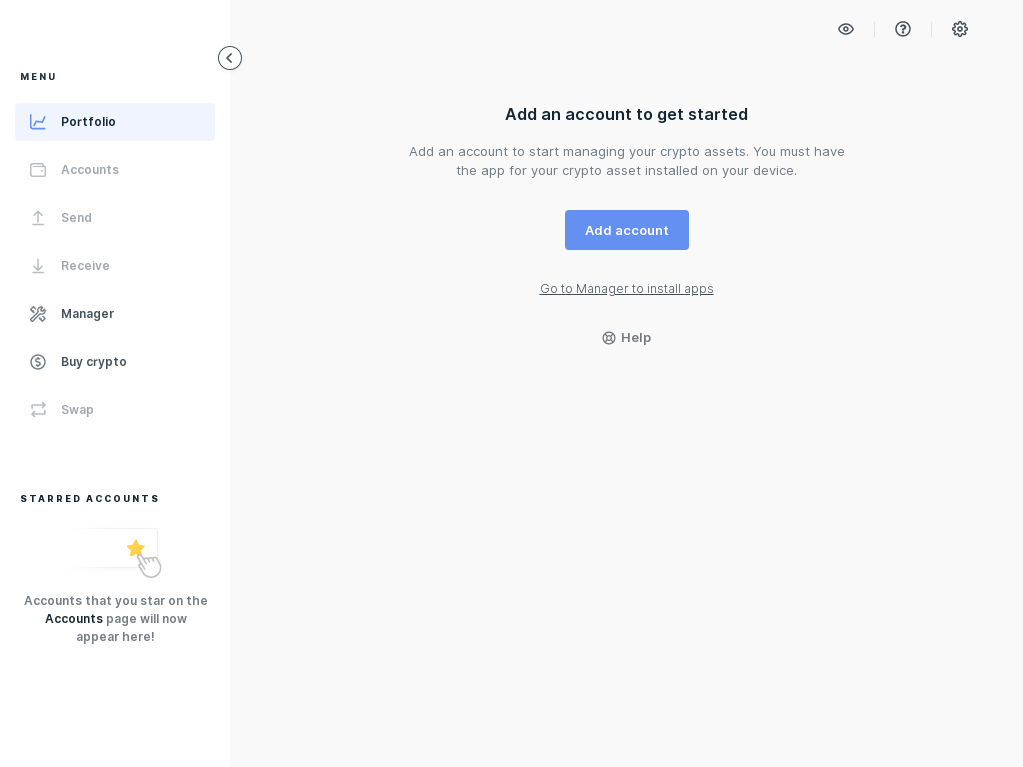 MENU
Portfolio
Accounts
Send
Receive
Manager
Buy crypto
Swap
STARRED ACCOUNTS
Accounts that you star on the
Accounts page will now
appear here!
Add an account to get started
Add an account to start managing your crypto assets. You must have
the app for your crypto asset installed on your device.
Add account
Go to Manager to install apps
Help